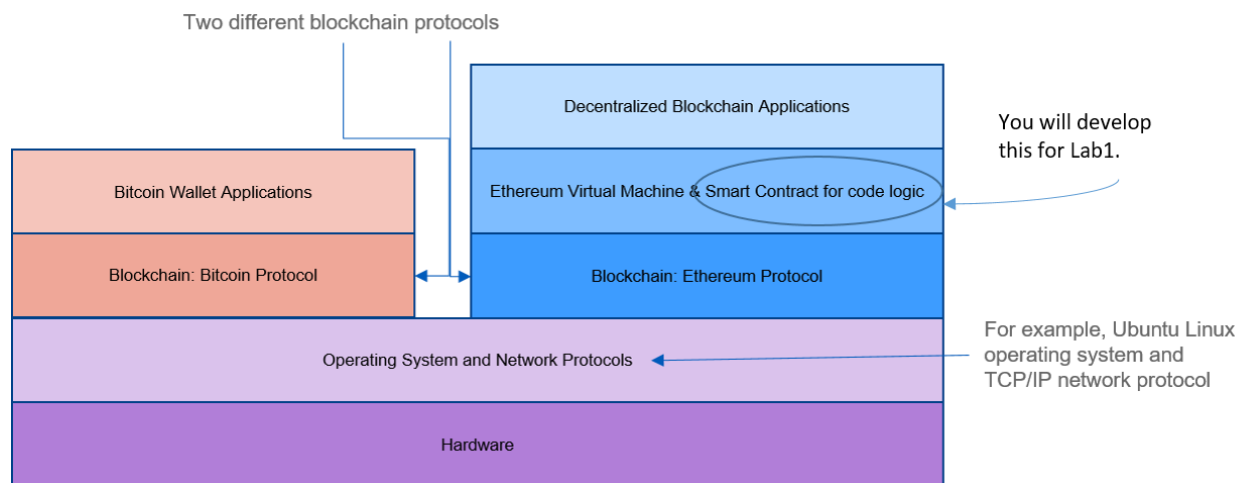 Two different blockchain protocols
Decentralized Blockchain Applications
You will develop
this for Lab1.
Bitcoin Wallet Applications
Ethereum Virtual Machine & Smart Contract for code logic
Blockchain: Bitcoin Protocol
Blockchain: Ethereum Protocol
Operating System and Network Protocols
For example, Ubuntu Linux
operating system and
TCP/IP network protocol
Hardware